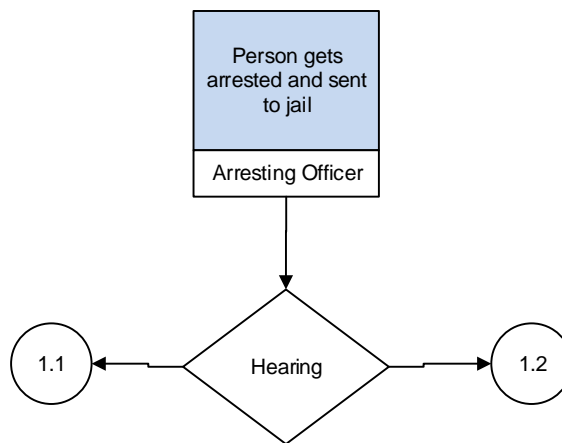 Person gets
arrested and sent
to jail
Arresting Officer
1.1
Hearing
1.2